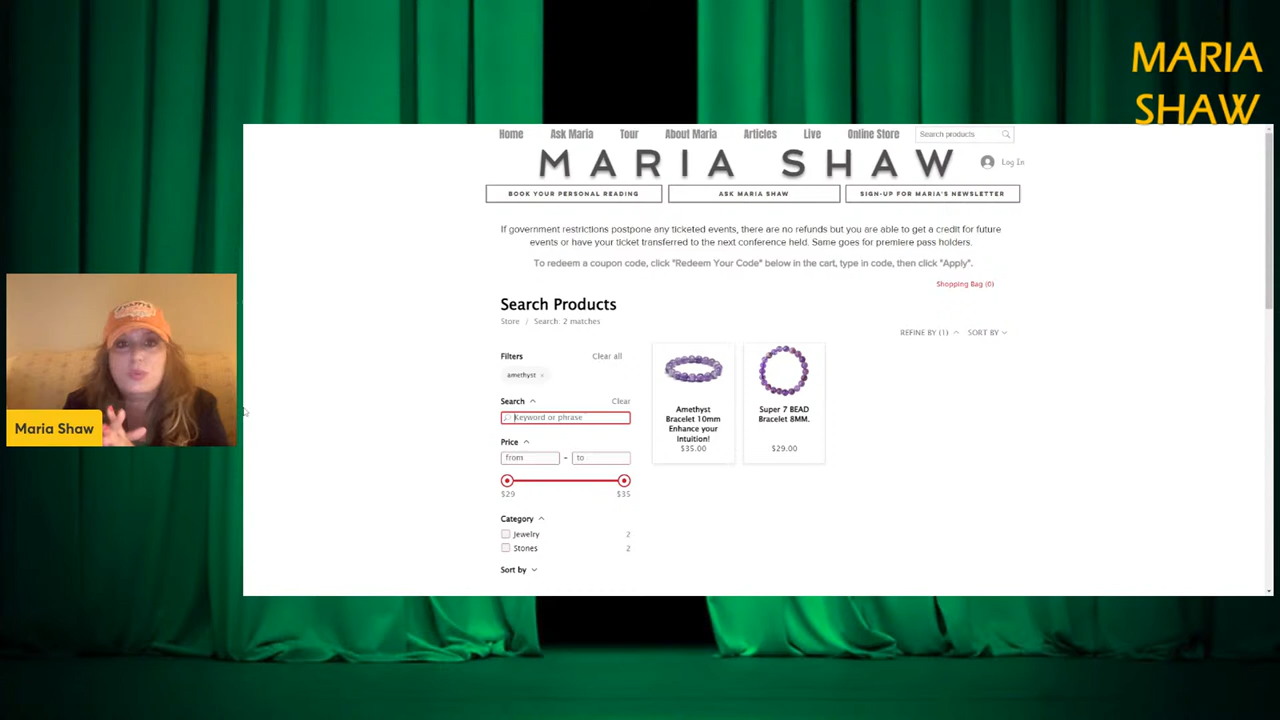 MARIA
SHAW
Home Ask Maria Tour About Maria Articles Live Online Store Search products
MARIA SHAW
Log In
BOOK YOUR PERSONAL READING ASK MARIA SHAW SIGN-UP FOR MARIA'S NEWSLETTER
If government restrictions postpone any ticketed events, there are no refunds but you are able to get a credit for future
events or have your ticket transferred to the next conference held. Same goes for premiere pass holders.
To redeem a coupon code, click "Redeem Your Code" below in the cart, type in code, then click "Apply".
Shopping Bag (0)
Search Products
Store / Search: 2 matches
REFINE BY (1) SORT BY
Filters Clear all
amethyst ×
Search Clear
Keyword or phrase
Price
from - to
$29 $35
Category
Jewelry 2
Stones 2
Sort by
Amethyst
Bracelet 10mm
Enhance your
Intuition!
$35.00
Super 7 BEAD
Bracelet 8MM.
$29.00
Maria Shaw